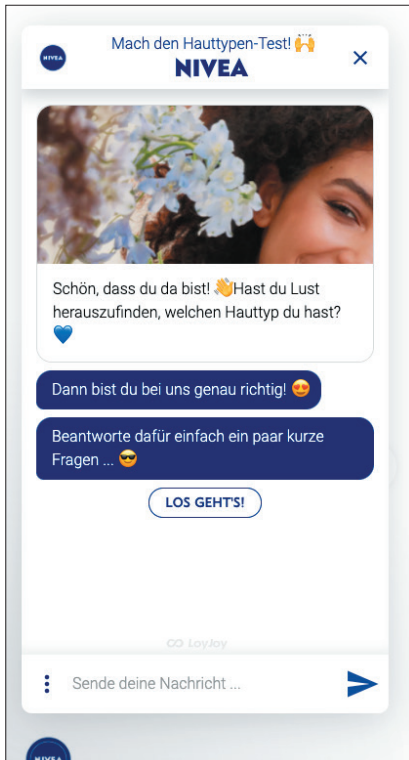 NIVEA
Mach den Hauttypen-Test! 🙌
NIVEA
Schön, dass du da bist! 👋Hast du Lust
herauszufinden, welchen Hauttyp du hast?
💙
Dann bist du bei uns genau richtig! 😍
Beantworte dafür einfach ein paar kurze
Fragen ... 😎
LOS GEHT'S!
LoyJoy
Sende deine Nachricht ...
NIVEA